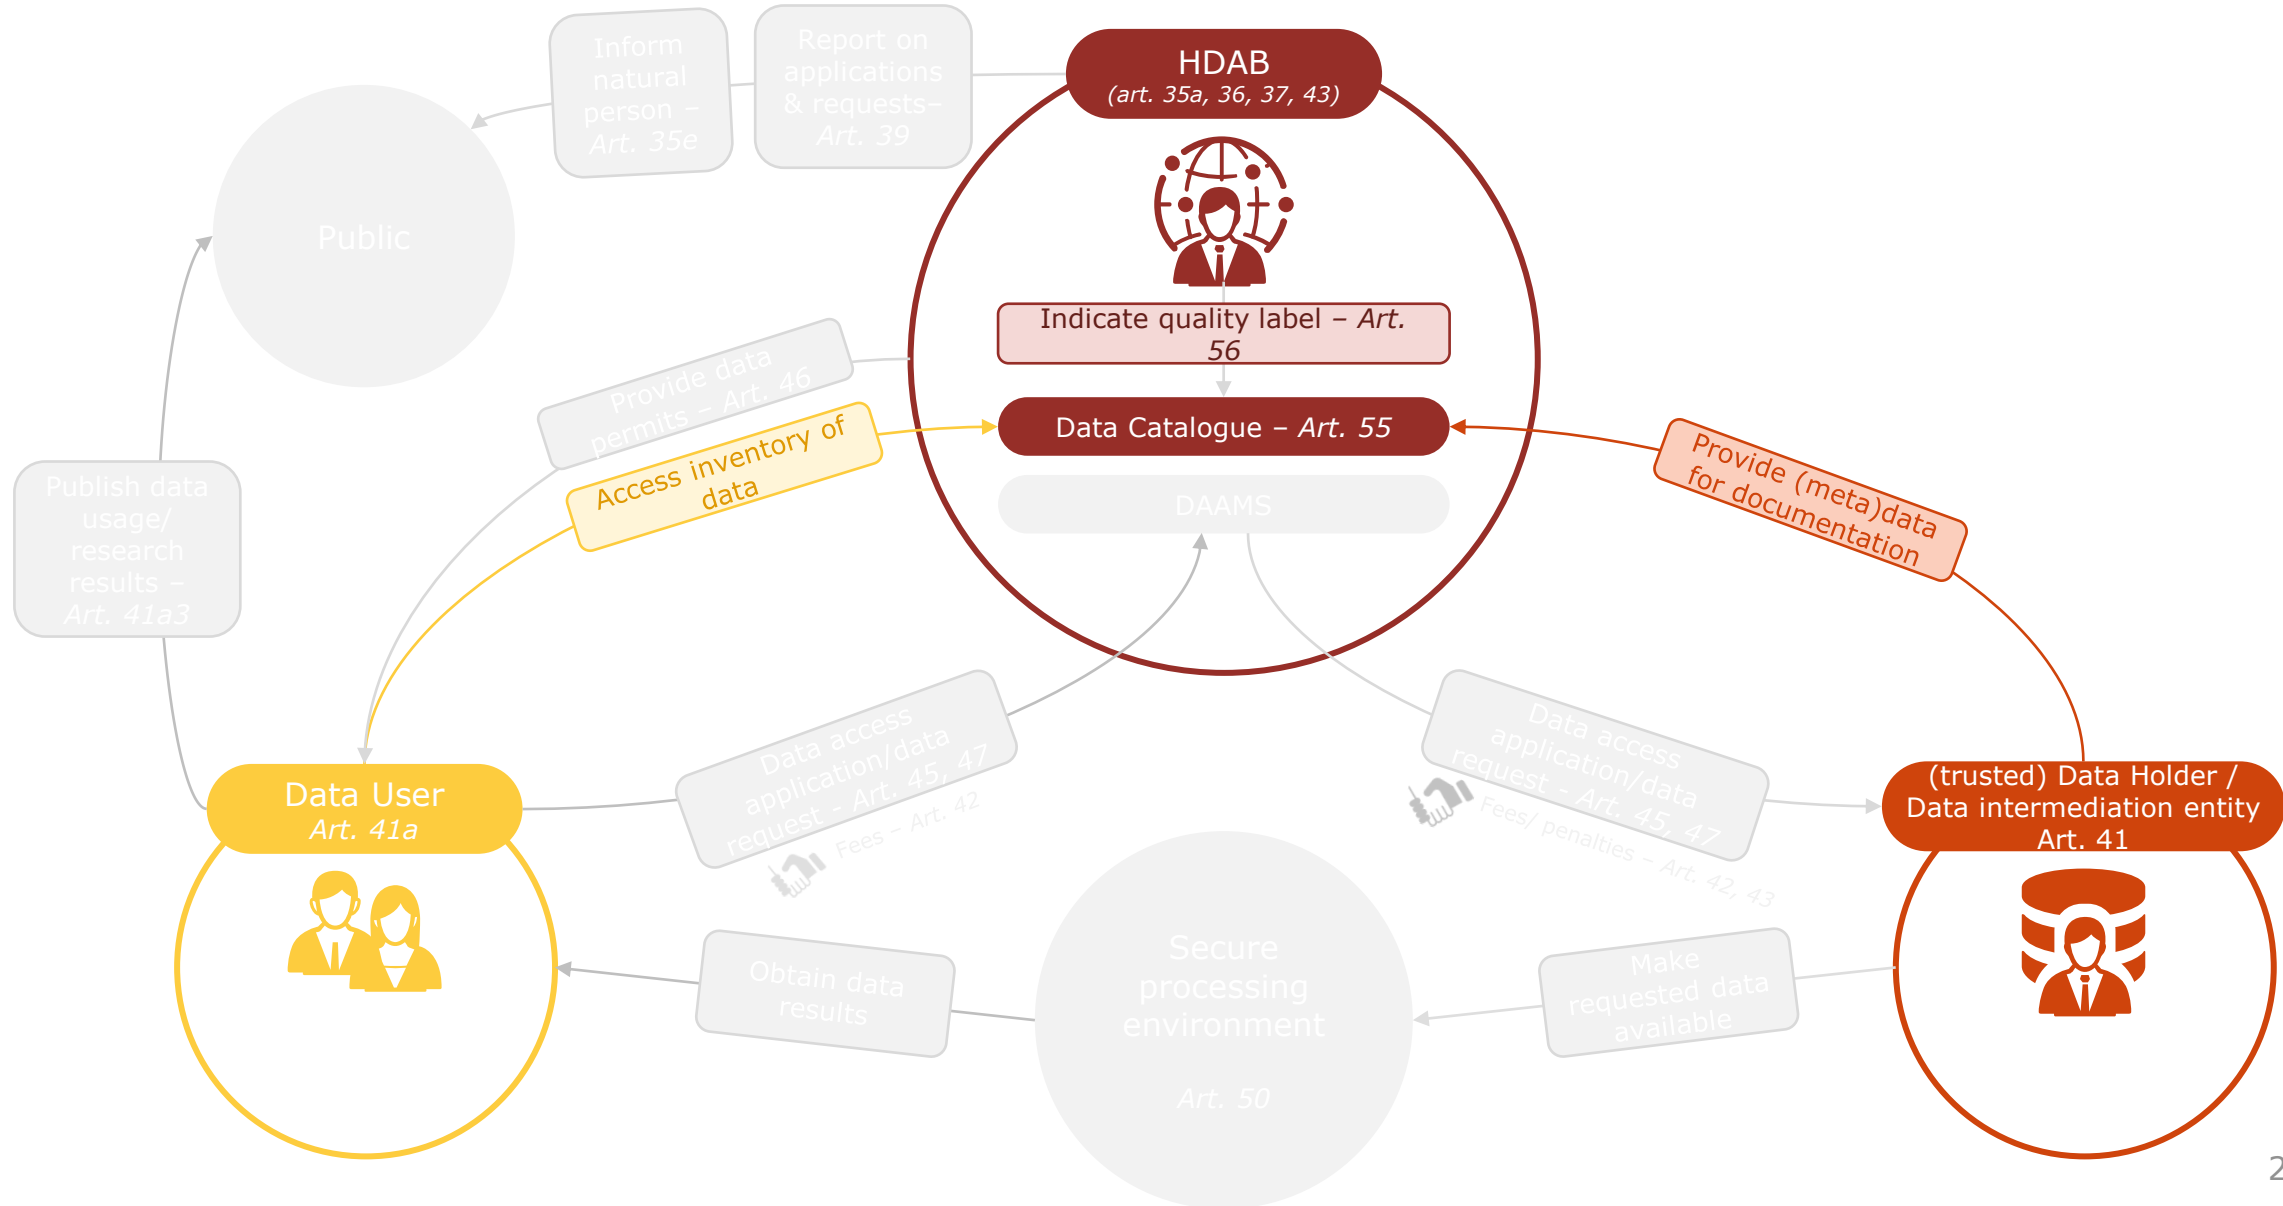 Inform
natural
person –
Art. 35e
Report on
applications
& requests–
Art. 39
HDAB
(art. 35a, 36, 37, 43)
Public
Indicate quality label – Art.
56
Provide data
permits – Art. 46
Access inventory of
data
Data Catalogue – Art. 55
Provide (meta)data
for documentation
DAAMS
Publish data
usage/
research
results –
Art. 41a3
Data access
application/data
request - Art. 45, 47
Fees – Art. 42
Data access
application/data
request - Art. 45, 47
Fees/ penalties – Art. 42, 43
Data User
Art. 41a
(trusted) Data Holder /
Data intermediation entity
Art. 41
Obtain data
results
Secure
processing
environment
Art. 50
Make
requested data
available
2